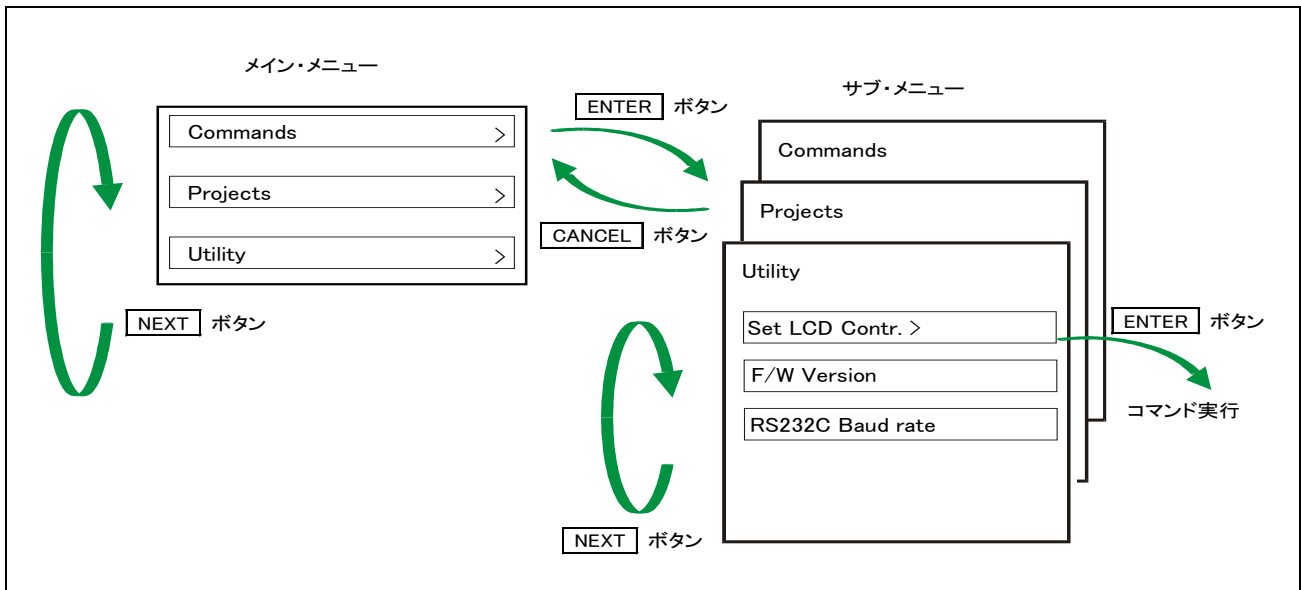 メイン・メニュー
Commands >
Projects >
Utility >
NEXT ボタン
ENTER ボタン
CANCEL ボタン
サブ・メニュー
Commands
Projects
Utility
Set LCD Contr. >
F/W Version
RS232C Baud rate
NEXT ボタン
ENTER ボタン
コマンド実行